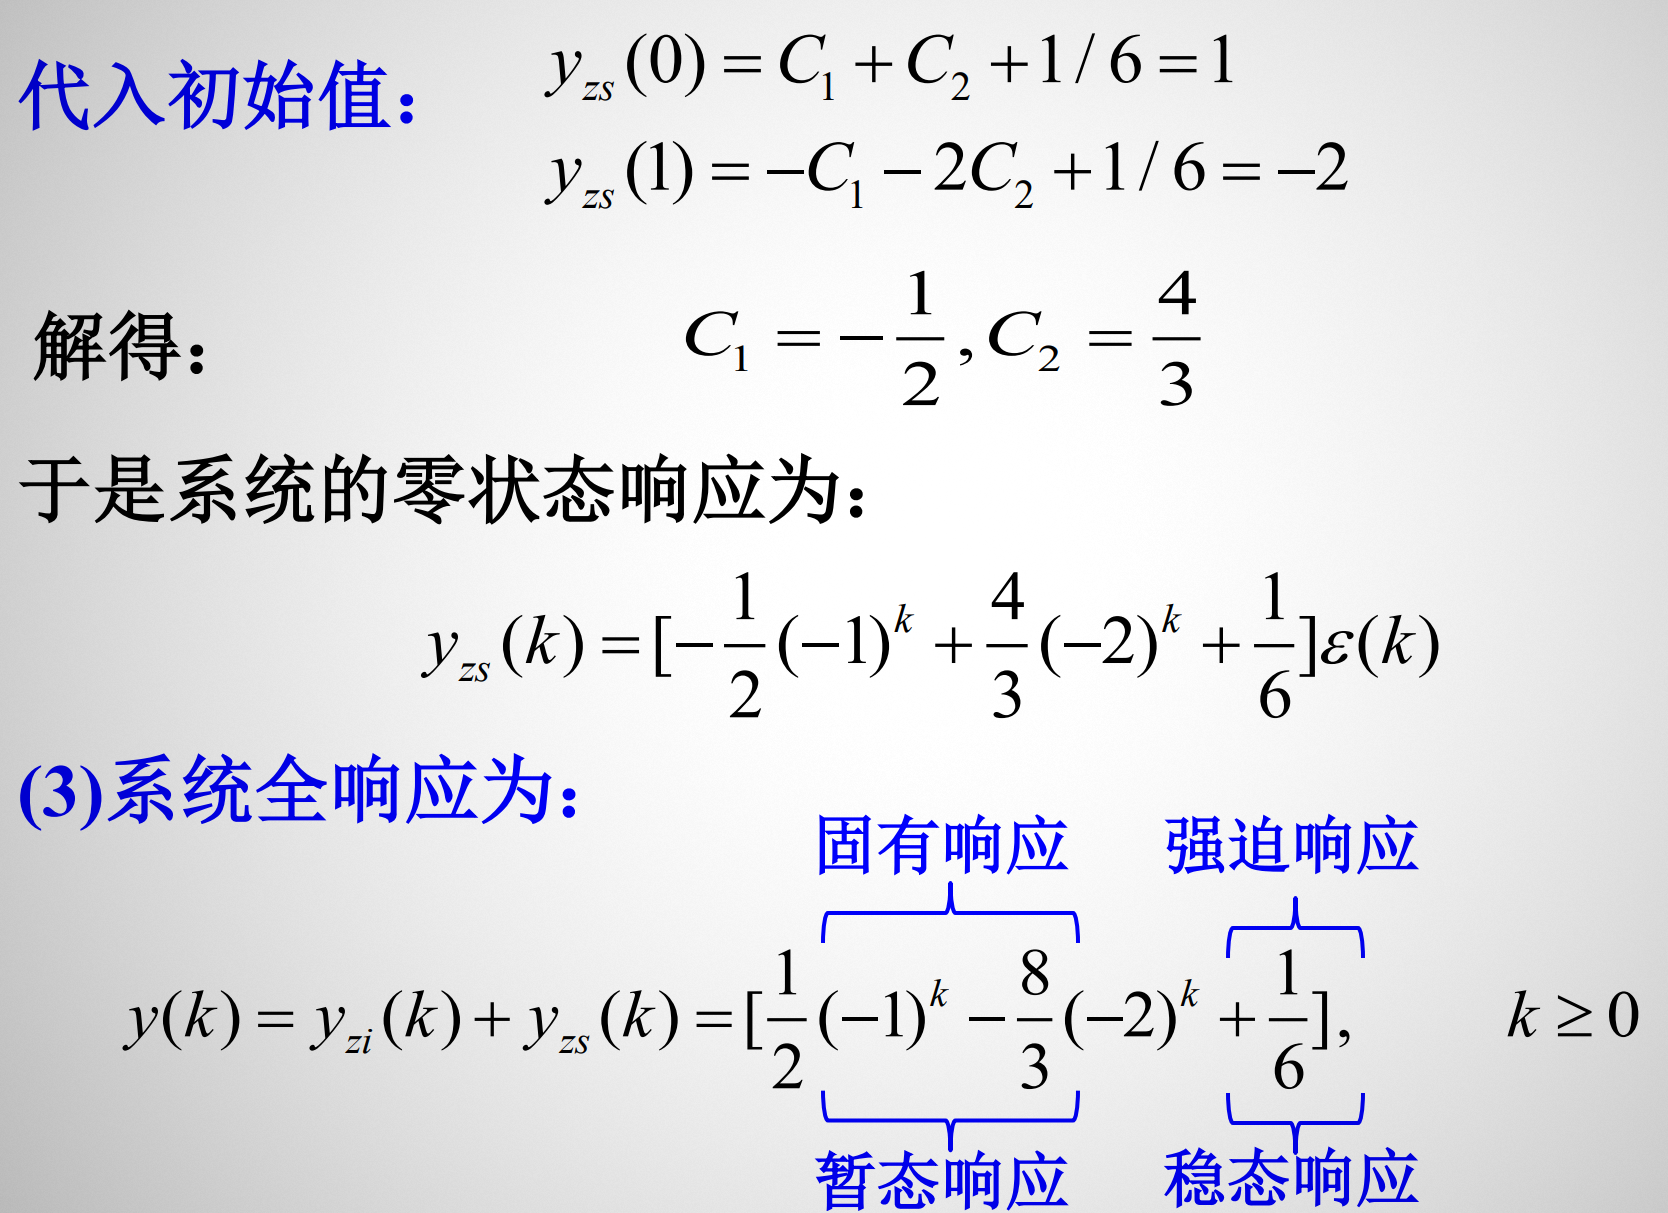 代入初始值： y_{zs}(0) = C_1 + C_2 + 1/6 = 1
y_{zs}(1) = -C_1 - 2C_2 + 1/6 = -2
解得： C_1 = -\frac{1}{2}, C_2 = \frac{4}{3}
于是系统的零状态响应为：
y_{zs}(k) = [-\frac{1}{2}(-1)^k + \frac{4}{3}(-2)^k + \frac{1}{6}]ε(k)
(3)系统全响应为：
固有响应 强迫响应
y(k) = y_{zi}(k) + y_{zs}(k) = [\frac{1}{2}(-1)^k - \frac{8}{3}(-2)^k + \frac{1}{6}], k ≥ 0
暂态响应 稳态响应